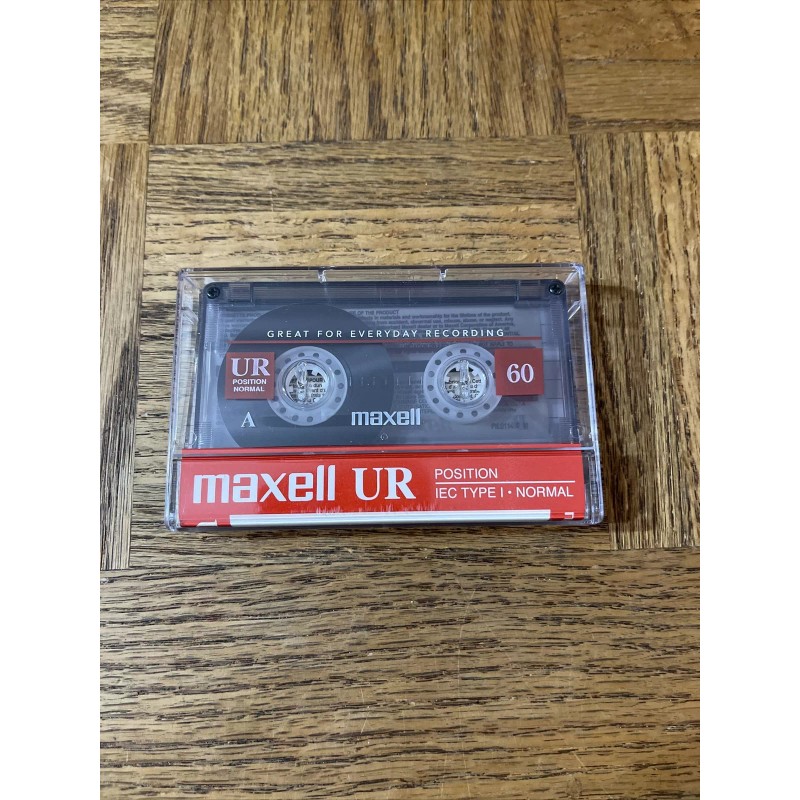 GREAT FOR EVERYDAY RECORDING
UR
POSITION
NORMAL
60
A
maxell
maxell UR
POSITION
IEC TYPE I • NORMAL